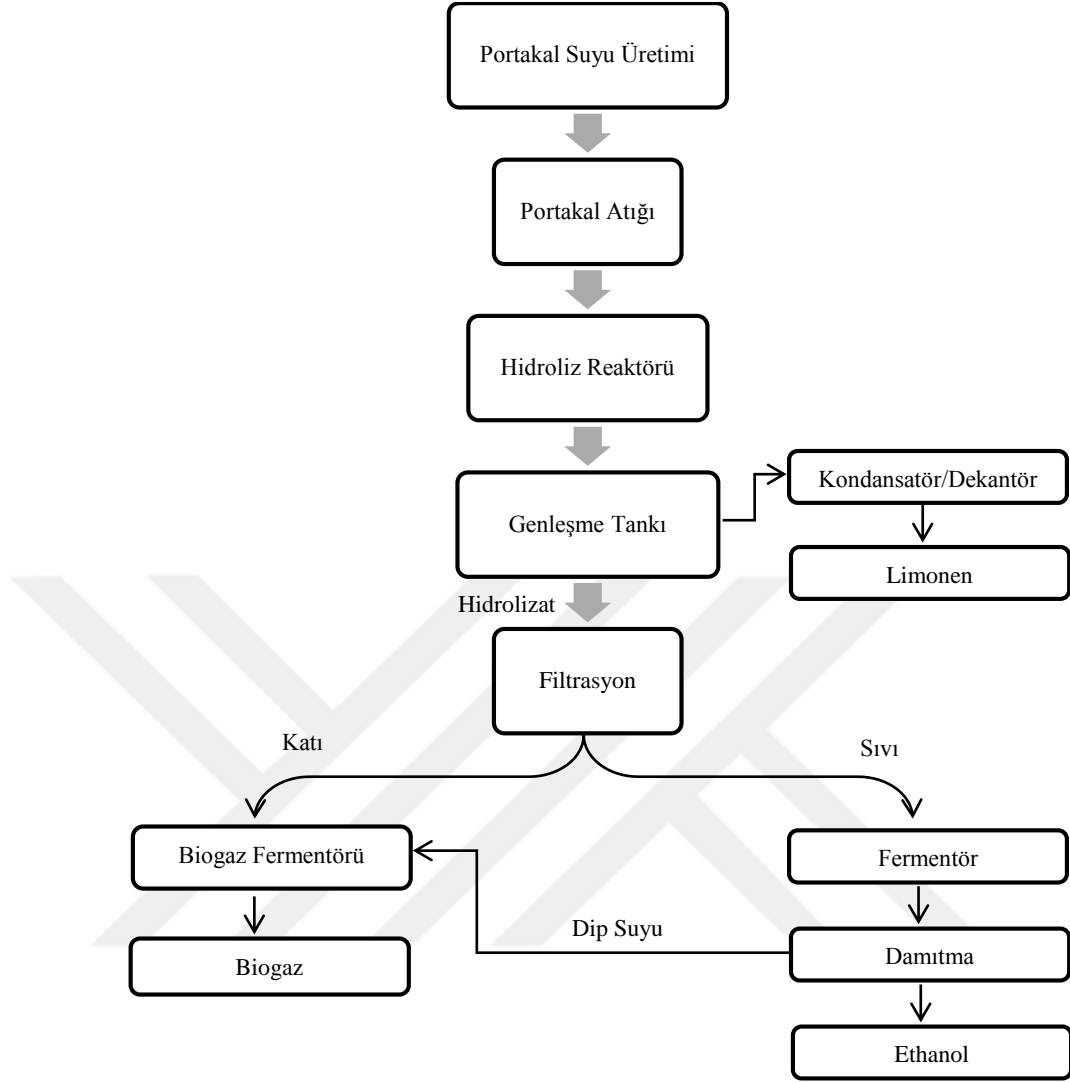 Portakal Suyu Üretimi
Portakal Atığı
Hidroliz Reaktörü
Genleşme Tankı
Kondansatör/Dekantör
Limonen
Hidrolizat
Filtrasyon
Katı
Sıvı
Biogaz Fermentörü
Fermentör
Dip Suyu
Biogaz
Damıtma
Ethanol